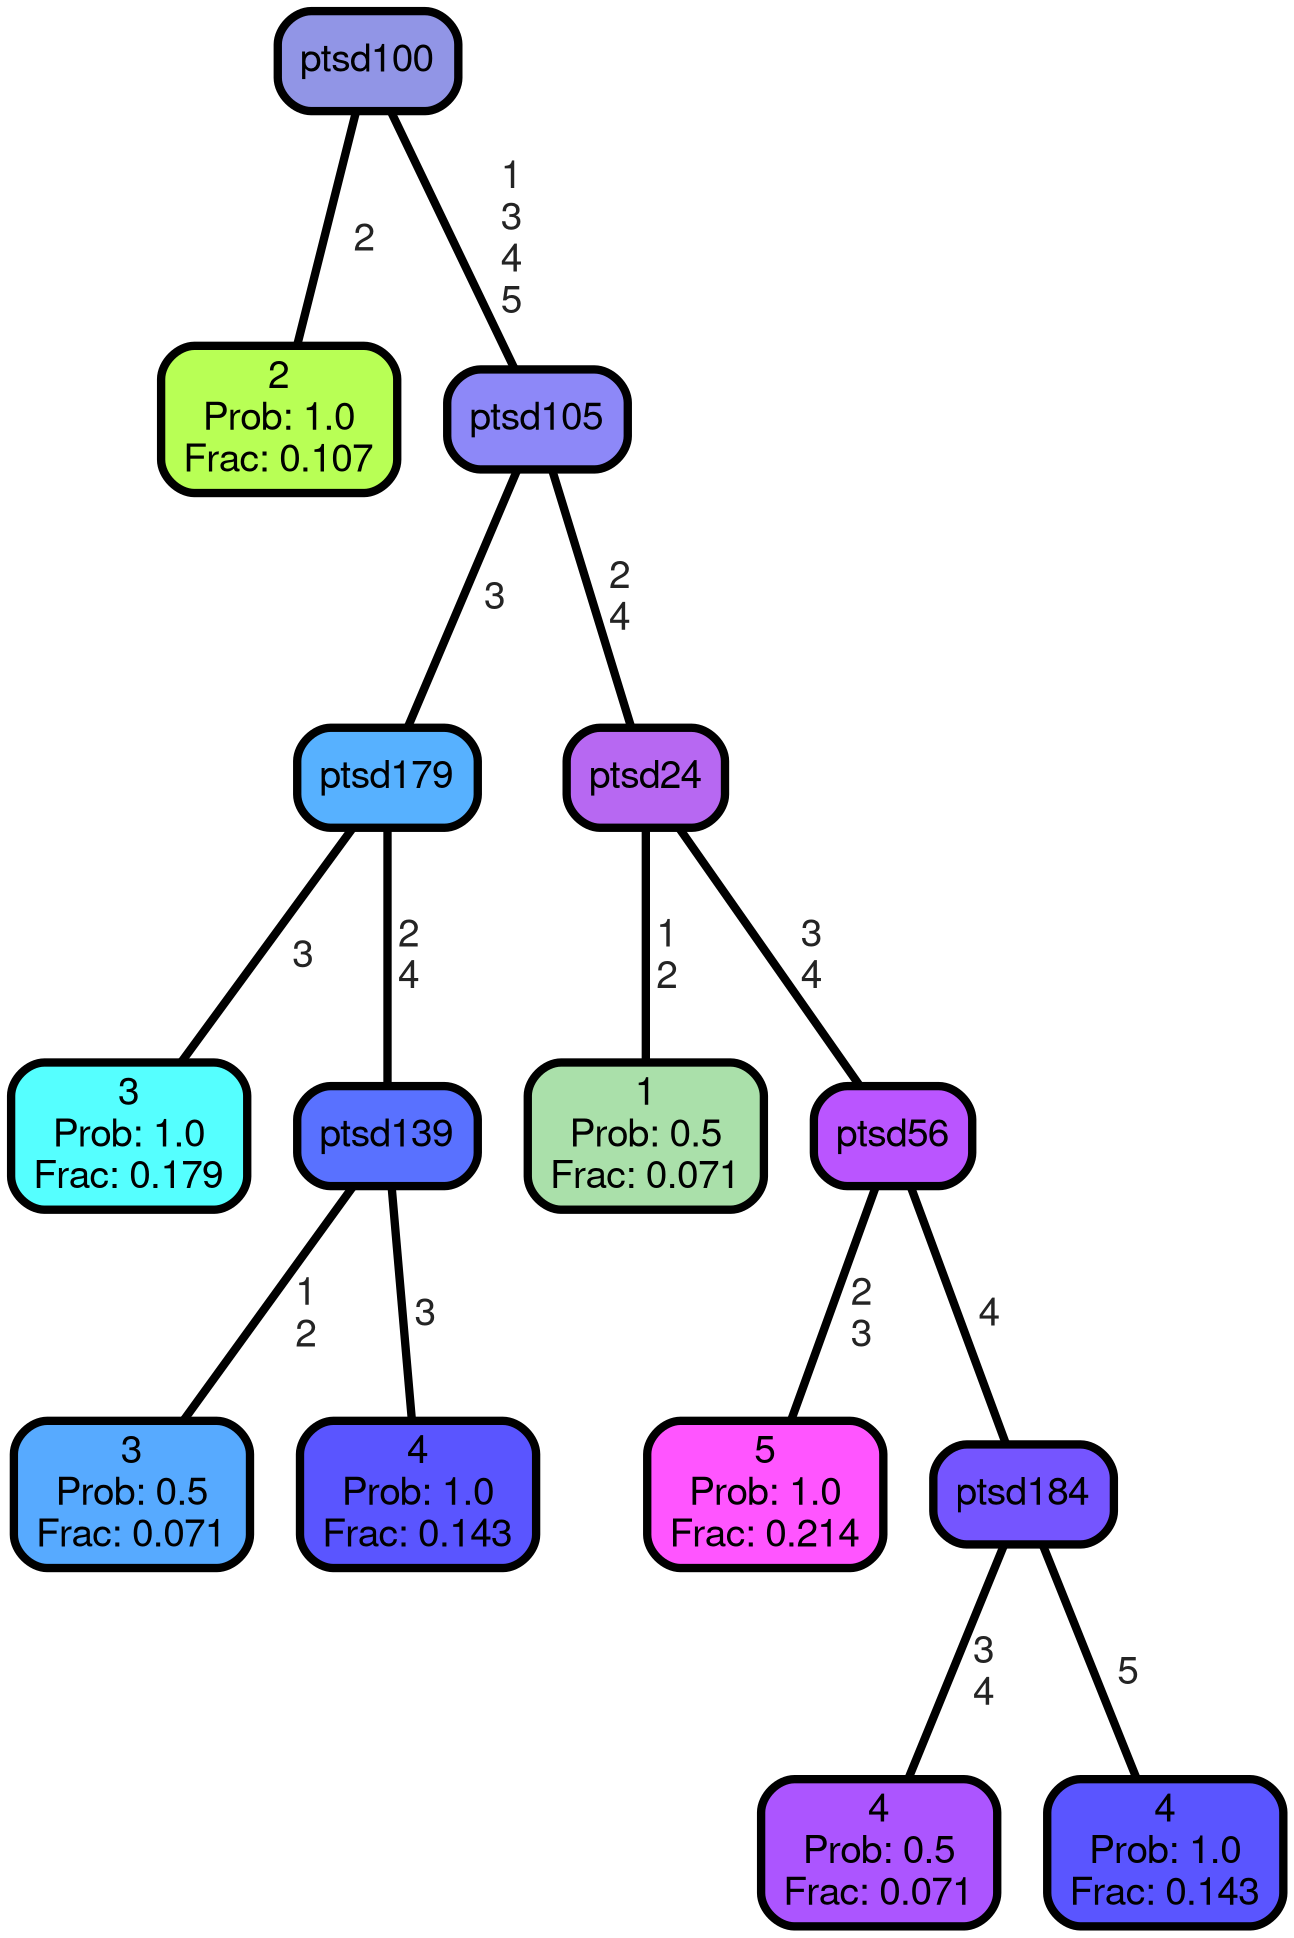 ptsd100
2
1
3
4
5
2
Prob: 1.0
Frac: 0.107
ptsd105
3
2
4
ptsd179
ptsd24
3
2
4
1
2
3
4
3
Prob: 1.0
Frac: 0.179
ptsd139
1
Prob: 0.5
Frac: 0.071
ptsd56
1
2
3
2
3
4
3
Prob: 0.5
Frac: 0.071
4
Prob: 1.0
Frac: 0.143
5
Prob: 1.0
Frac: 0.214
ptsd184
3
4
5
4
Prob: 0.5
Frac: 0.071
4
Prob: 1.0
Frac: 0.143